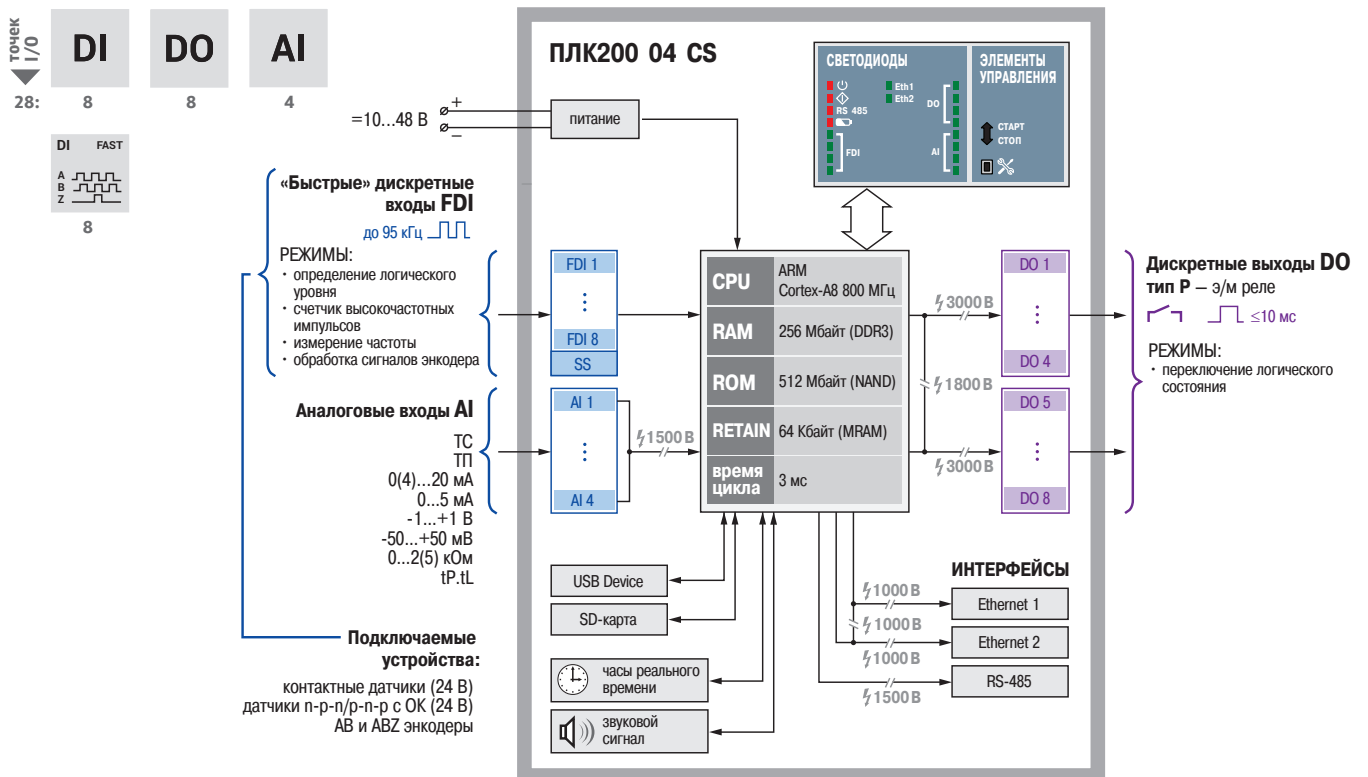 точек
I/O
DI
DO
AI
28:
8
8
4
DI FAST
A
B
Z
8
ПЛК200 04 CS
=10...48 В
+
−
питание
СВЕТОДИОДЫ
Eth1
Eth2
RS 485
DO
FDI
AI
ЭЛЕМЕНТЫ
УПРАВЛЕНИЯ
СТАРТ
СТОП
«Быстрые» дискретные
входы FDI
до 95 кГц
РЕЖИМЫ:
· определение логического
уровня
· счетчик высокочастотных
импульсов
· измерение частоты
· обработка сигналов энкодера
FDI 1
FDI 8
SS
Аналоговые входы AI
ТС
ТП
0(4)...20 мА
0...5 мА
-1...+1 В
-50...+50 мВ
0...2(5) кОм
tP.tL
AI 1
AI 4
1500 В
CPU
ARM
Cortex-A8 800 МГц
RAM
256 Мбайт (DDR3)
ROM
512 Мбайт (NAND)
RETAIN
64 Кбайт (MRAM)
время
цикла
3 мс
3000 В
1800 В
3000 В
DO 1
DO 4
DO 5
DO 8
Дискретные выходы DO
тип Р – э/м реле
≤10 мс
РЕЖИМЫ:
· переключение логического
состояния
Подключаемые
устройства:
контактные датчики (24 В)
датчики n-p-n/p-n-p с ОК (24 В)
AB и ABZ энкодеры
USB Device
SD-карта
часы реального
времени
звуковой
сигнал
ИНТЕРФЕЙСЫ
1000 В
Ethernet 1
1000 В
Ethernet 2
1000 В
RS-485
1500 В